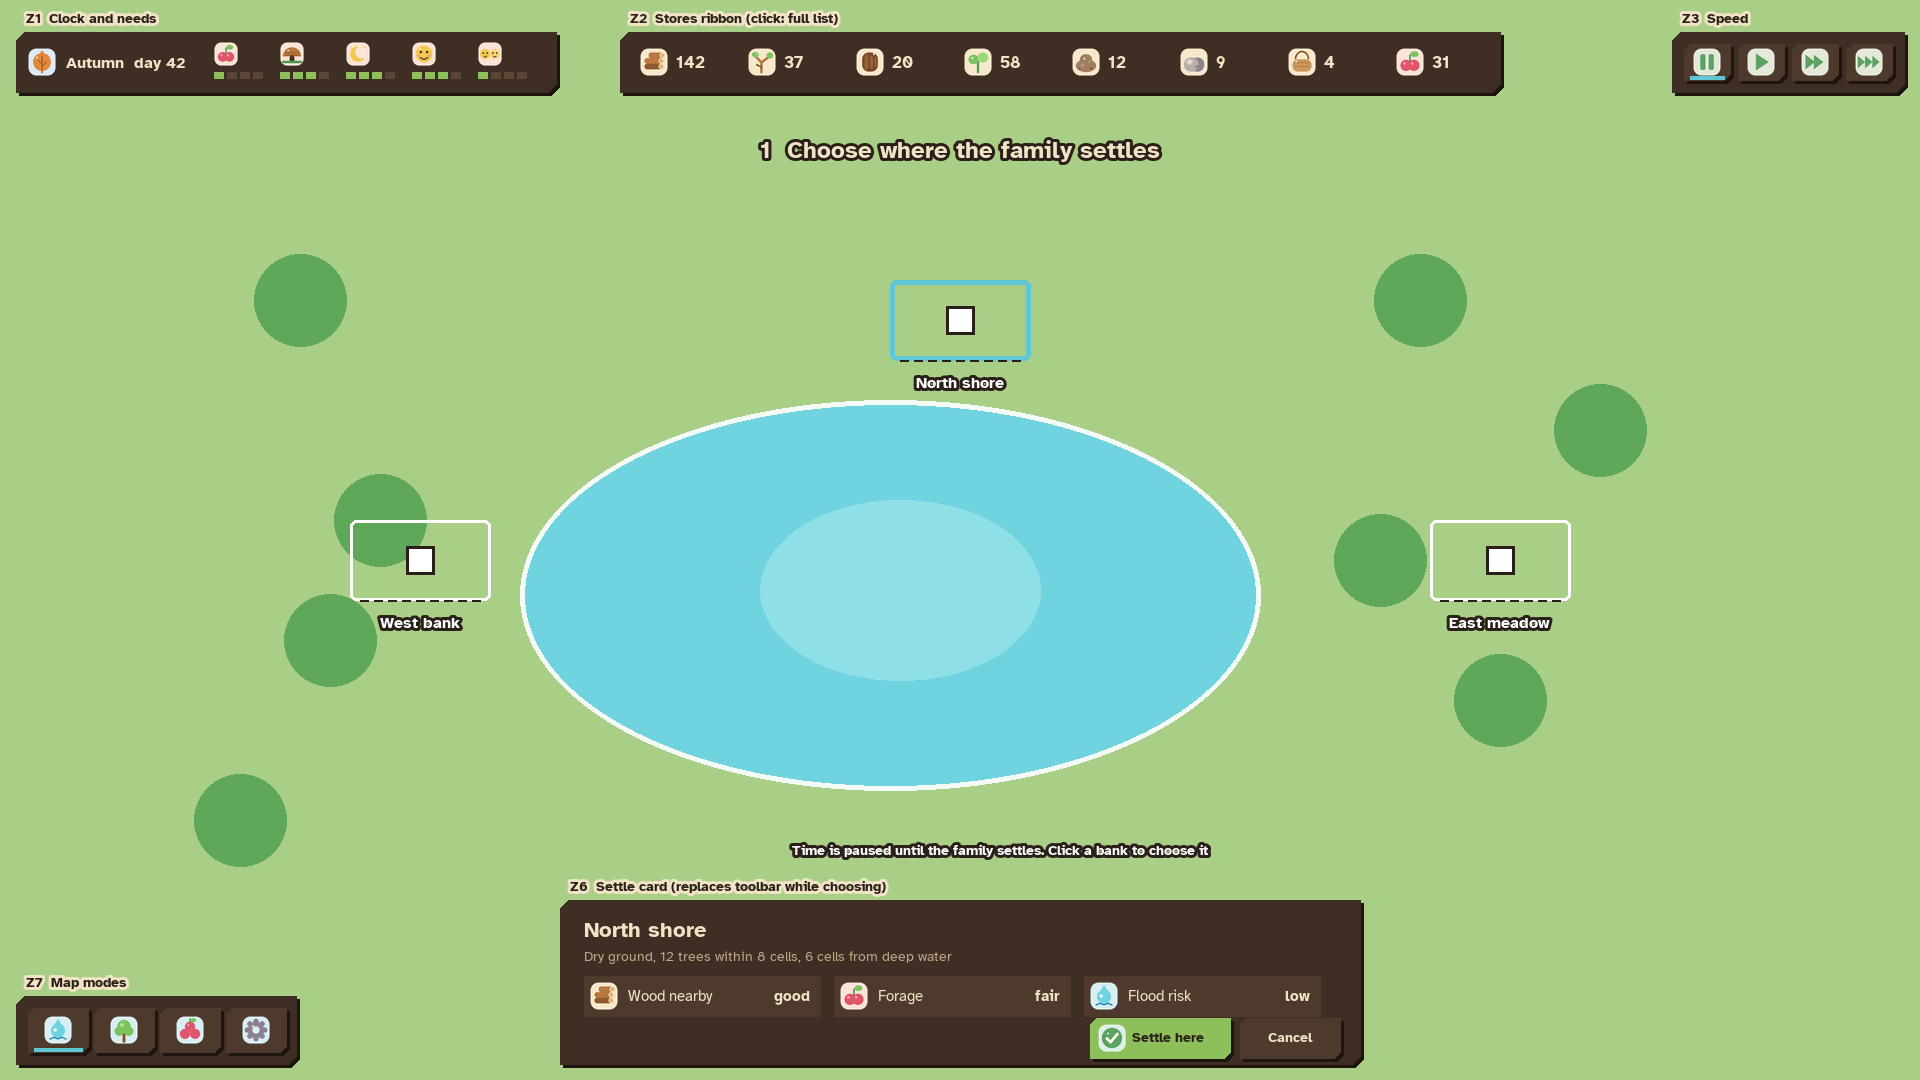 Z1 Clock and needs
Autumn day 42
Z2 Stores ribbon (click: full list)
142 37 20 58 12 9 4 31
Z3 Speed
1 Choose where the family settles
North shore
West bank
East meadow
Time is paused until the family settles. Click a bank to choose it
Z6 Settle card (replaces toolbar while choosing)
North shore
Dry ground, 12 trees within 8 cells, 6 cells from deep water
Wood nearby good
Forage fair
Flood risk low
Settle here
Cancel
Z7 Map modes